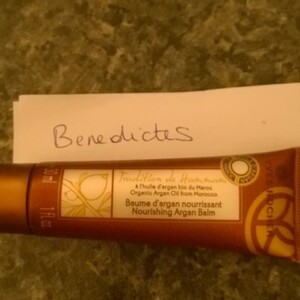 Benedictes
Tradition de Hammam
à l'huile d'argan bio du Maroc
Organic Argan Oil from Morocco
Baume d'argan nourrissant
Nourishing Argan Balm